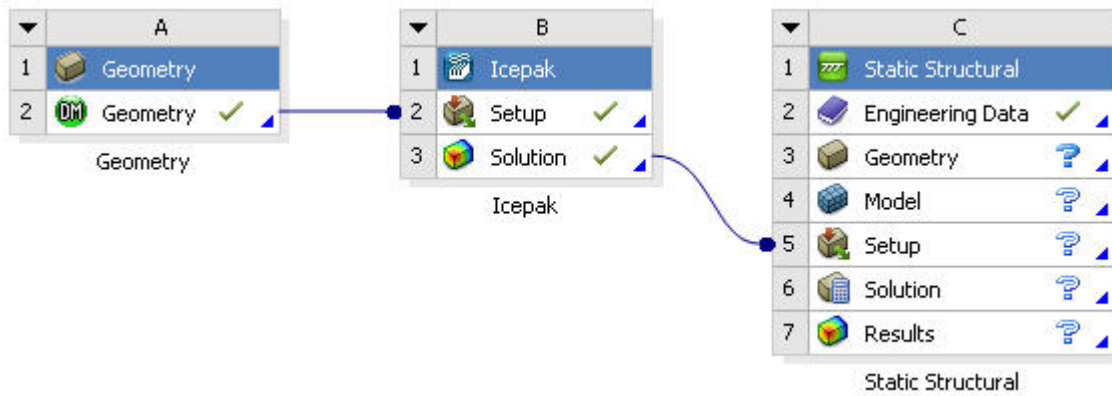 A
1 Geometry
2 DM Geometry
Geometry
B
1 Icepak
2 Setup
3 Solution
Icepak
C
1 Static Structural
2 Engineering Data
3 Geometry ?
4 Model ?
5 Setup ?
6 Solution ?
7 Results ?
Static Structural